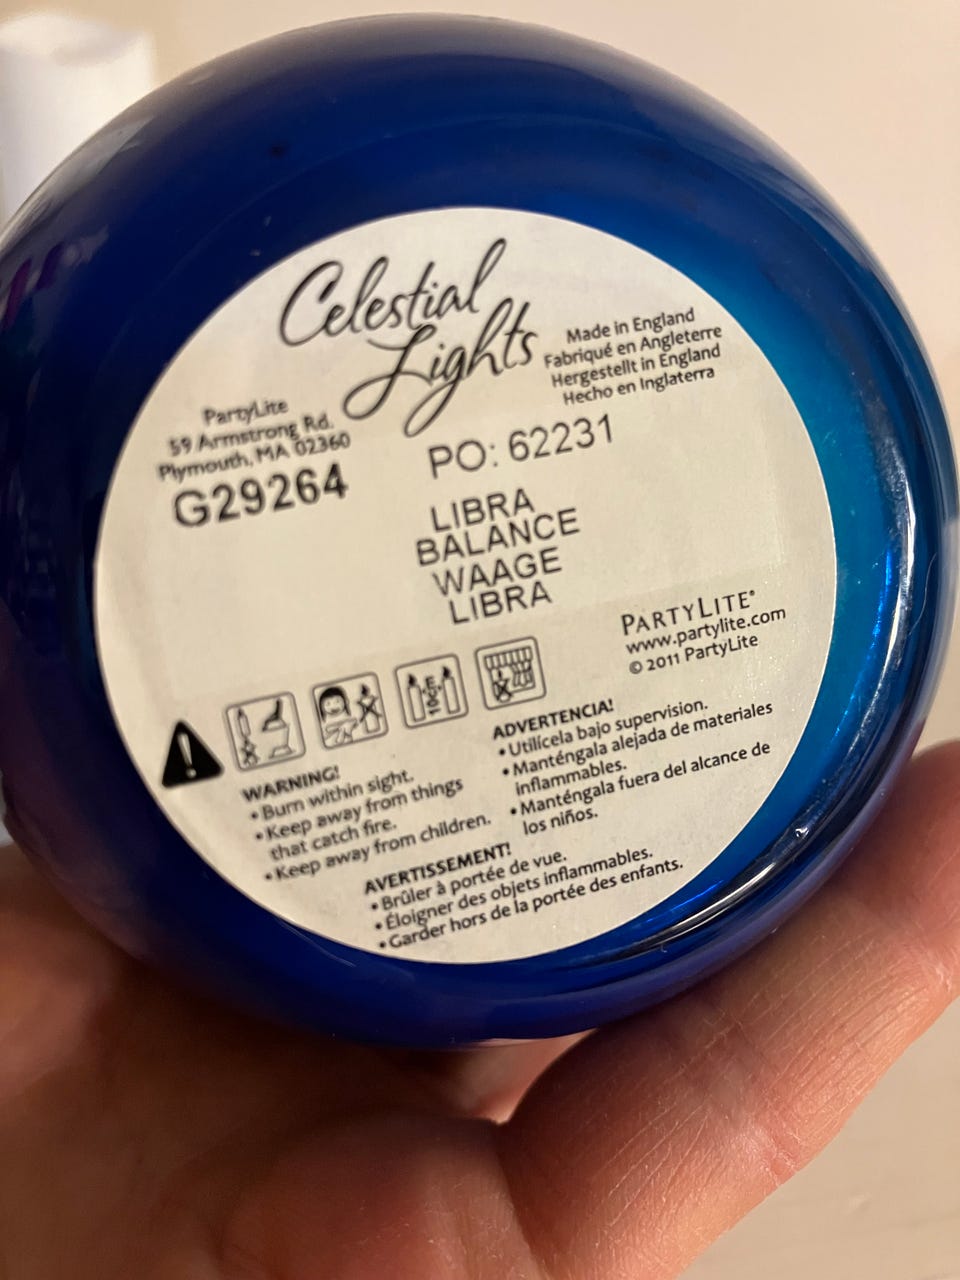 Celestial
Lights
Made in England
Fabriqué en Angleterre
Hergestellt in England
Hecho en Inglaterra
PartyLite
59 Armstrong Rd.
Plymouth, MA 02360
G29264
PO: 62231
LIBRA
BALANCE
WAAGE
LIBRA
PARTYLITE®
www.partylite.com
© 2011 PartyLite
WARNING!
• Burn within sight.
• Keep away from things
that catch fire.
• Keep away from children.
ADVERTENCIA!
• Utilícela bajo supervision.
• Manténgala alejada de materiales
inflammables.
• Manténgala fuera del alcance de
los niños.
AVERTISSEMENT!
• Brûler à portée de vue.
• Éloigner des objets inflammables.
• Garder hors de la portée des enfants.